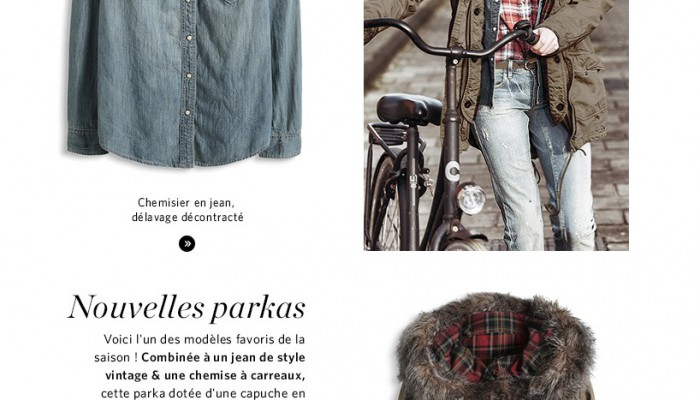 Chemisier en jean,
délavage décontracté
Nouvelles parkas
Voici l'un des modèles favoris de la
saison ! Combinée à un jean de style
vintage & une chemise à carreaux,
cette parka dotée d'une capuche en